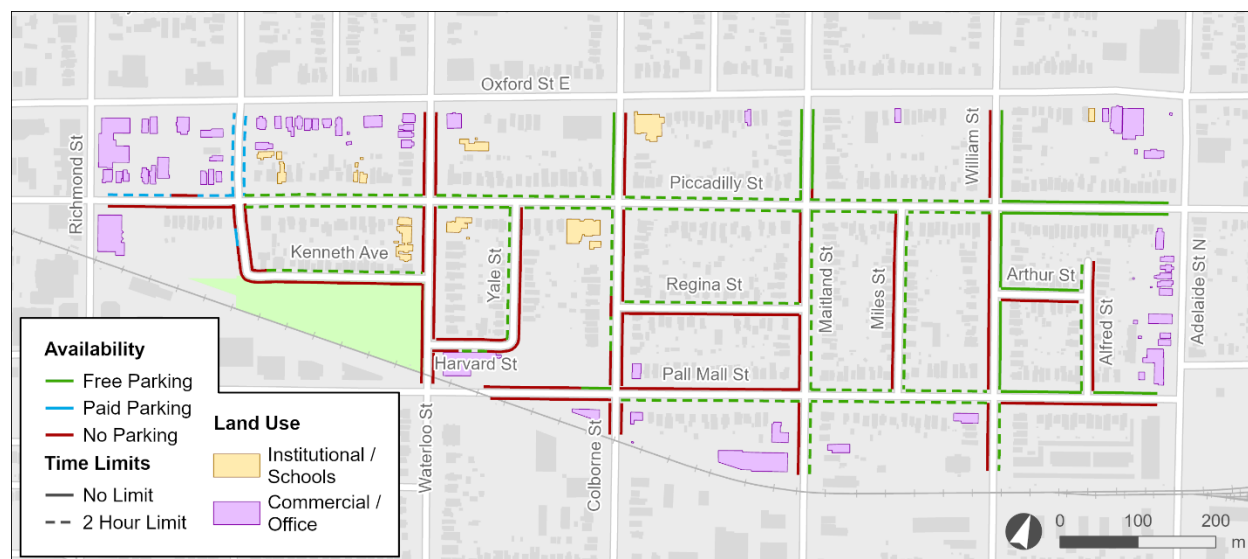 Oxford St E
Richmond St
William St
Piccadilly St
Kenneth Ave
Yale St
Regina St
Maitland St
Miles St
Arthur St
Alfred St
Adelaide St N
Harvard St
Pall Mall St
Waterloo St
Colborne St
Availability
Free Parking
Paid Parking
No Parking
Time Limits
No Limit
2 Hour Limit
Land Use
Institutional /
Schools
Commercial /
Office
0 100 200
m